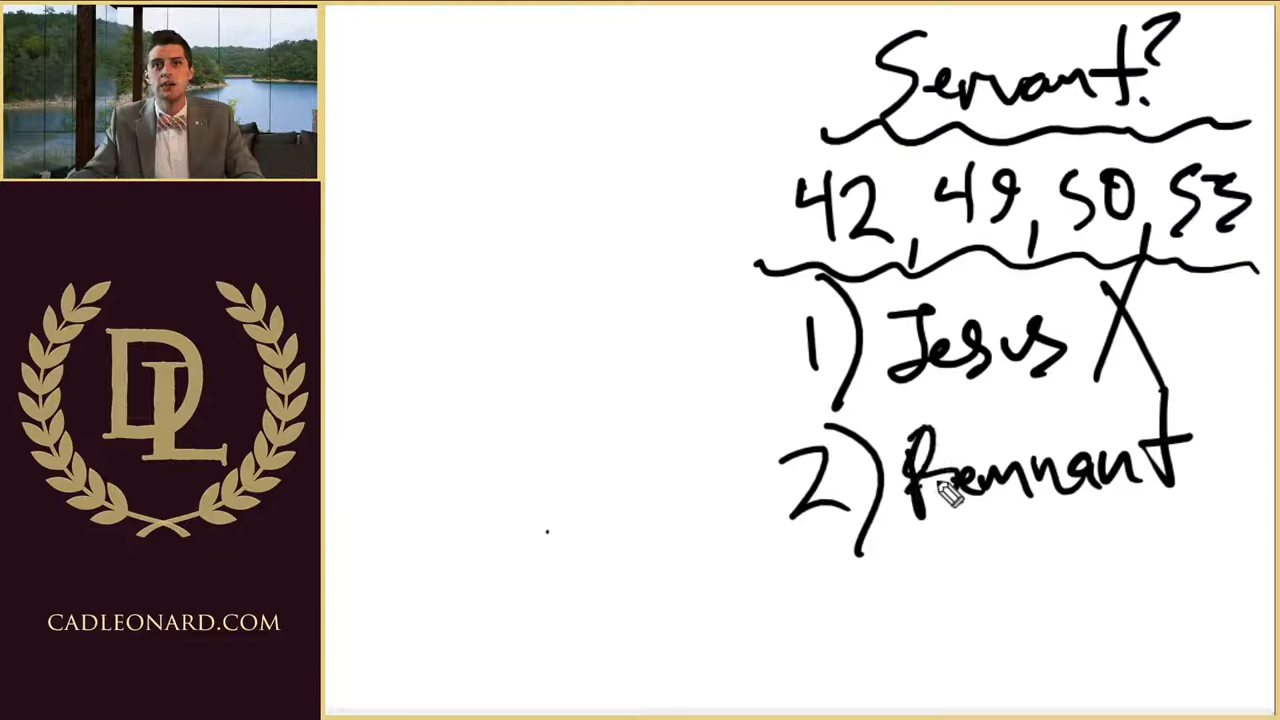 Servant?
42, 49, 50, 53
1) Jesus X
2) Remnant
DL
CADLEONARD.COM